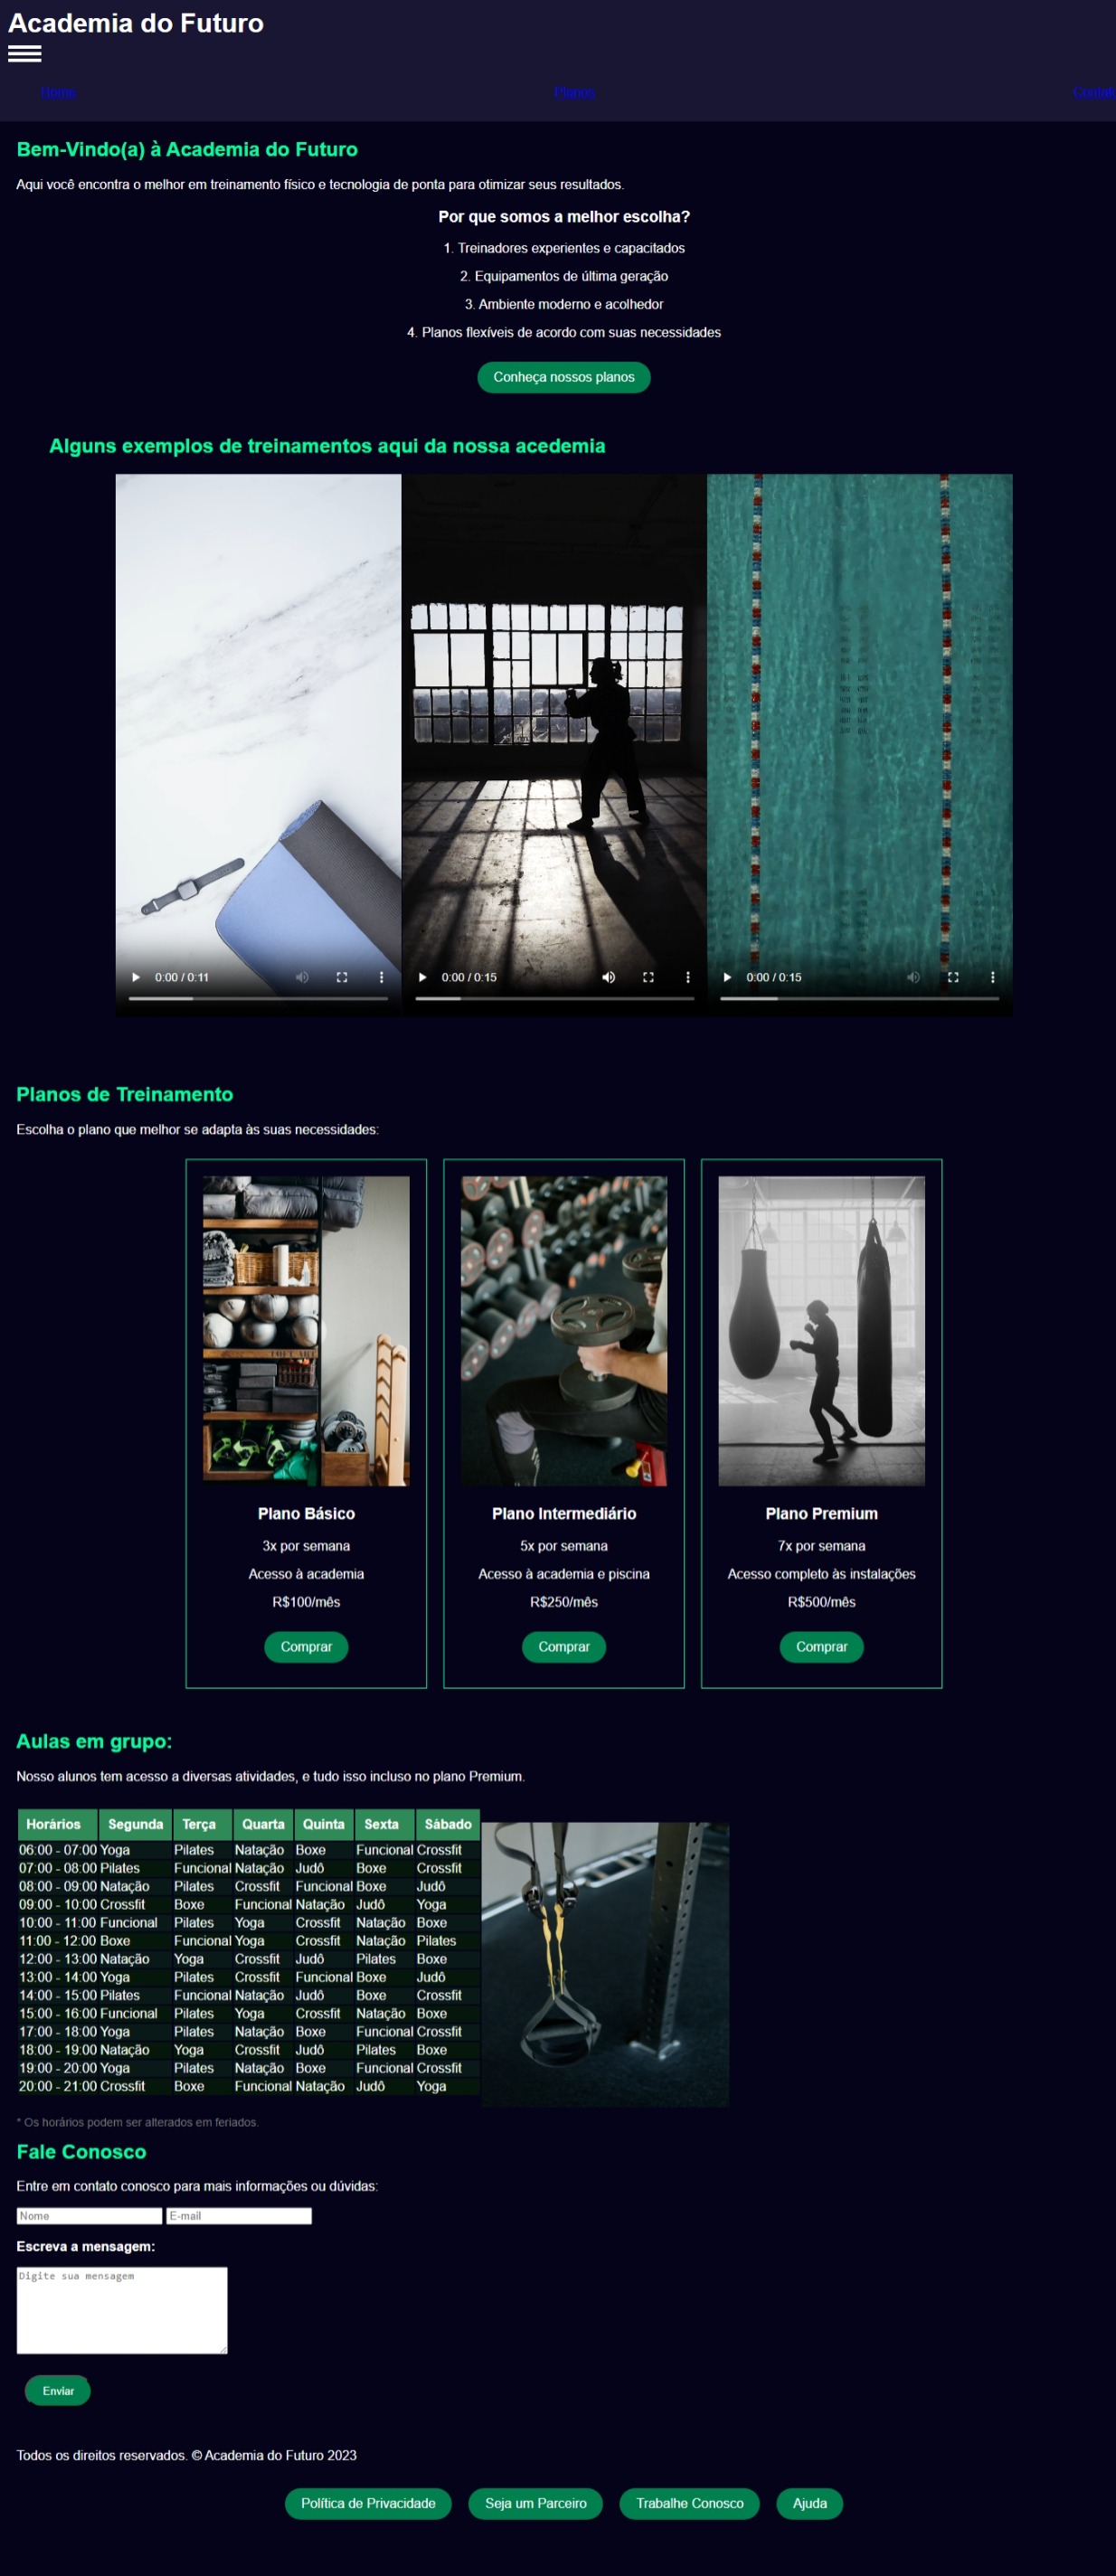 Academia do Futuro
Home Planos
Bem-Vindo(a) à Academia do Futuro
Aqui você encontra o melhor em treinamento físico e tecnologia de ponta para otimizar seus resultados.
Por que somos a melhor escolha?
1. Treinadores experientes e capacitados
2. Equipamentos de última geração
3. Ambiente moderno e acolhedor
4. Planos flexíveis de acordo com suas necessidades
Conheça nossos planos
Alguns exemplos de treinamentos aqui da nossa acedemia
0:00 / 0:11 0:00 / 0:15 0:00 / 0:15
Planos de Treinamento
Escolha o plano que melhor se adapta às suas necessidades:
Plano Básico
3x por semana
Acesso à academia
R$100/mês
Comprar
Plano Intermediário
5x por semana
Acesso à academia e piscina
R$250/mês
Comprar
Plano Premium
7x por semana
Acesso completo às instalações
R$500/mês
Comprar
Aulas em grupo:
Nosso alunos tem acesso a diversas atividades, e tudo isso incluso no plano Premium.
Horários Segunda Terça Quarta Quinta Sexta Sábado
06:00 - 07:00 Yoga Pilates Natação Boxe Funcional Crossfit
07:00 - 08:00 Pilates Funcional Natação Judô Boxe Crossfit
08:00 - 09:00 Natação Pilates Crossfit Funcional Boxe Judô
09:00 - 10:00 Crossfit Boxe Funcional Natação Judô Yoga
10:00 - 11:00 Funcional Pilates Yoga Crossfit Natação Boxe
11:00 - 12:00 Boxe Funcional Yoga Crossfit Natação Pilates
12:00 - 13:00 Natação Yoga Crossfit Judô Pilates Boxe
13:00 - 14:00 Yoga Pilates Crossfit Funcional Boxe Judô
14:00 - 15:00 Pilates Funcional Natação Judô Boxe Crossfit
15:00 - 16:00 Funcional Pilates Yoga Crossfit Natação Boxe
17:00 - 18:00 Yoga Pilates Natação Boxe Funcional Crossfit
18:00 - 19:00 Natação Yoga Crossfit Judô Pilates Boxe
19:00 - 20:00 Yoga Pilates Natação Boxe Funcional Crossfit
20:00 - 21:00 Crossfit Boxe Funcional Natação Judô Yoga
* Os horários podem ser alterados em feriados.
Fale Conosco
Entre em contato conosco para mais informações ou dúvidas:
Nome E-mail
Escreva a mensagem:
Digite sua mensagem
Enviar
Todos os direitos reservados. © Academia do Futuro 2023
Política de Privacidade Seja um Parceiro Trabalhe Conosco Ajuda